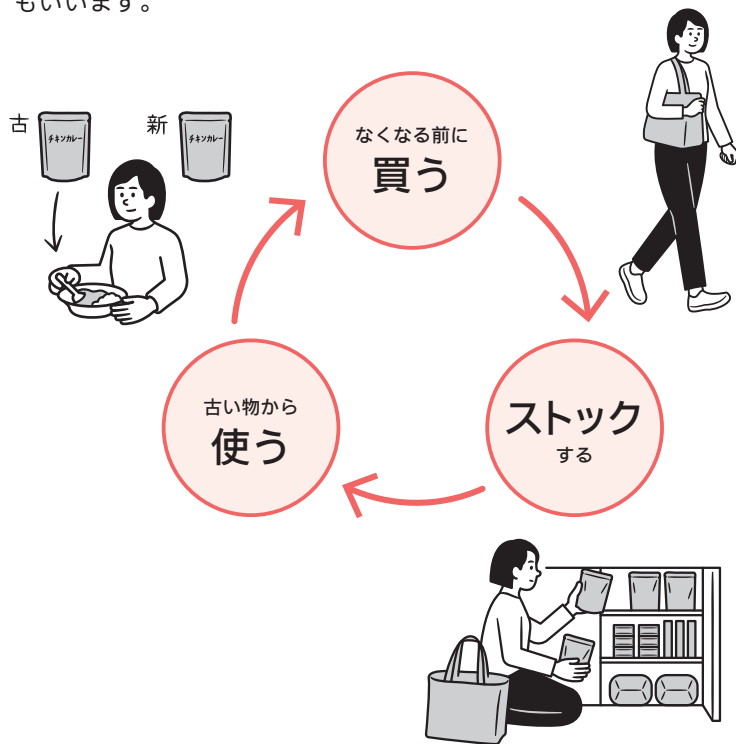 もいいます。
古
チキンカレー
新
チキンカレー
なくなる前に
買う
古い物から
使う
ストック
する